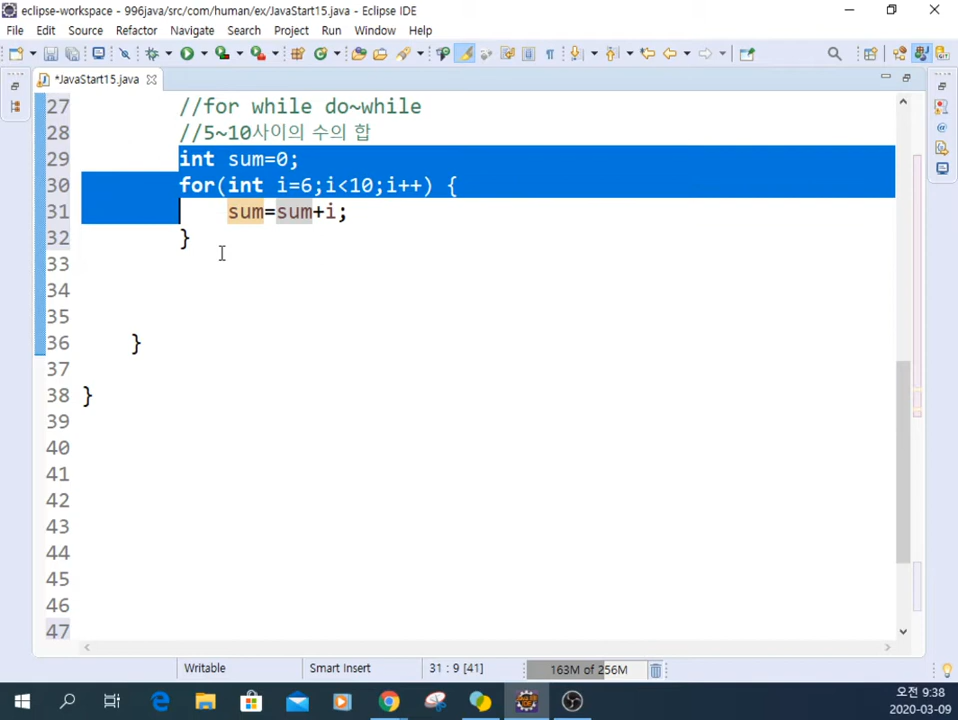 eclipse-workspace - 996java/src/com/human/ex/JavaStart15.java - Eclipse IDE
File Edit Source Refactor Navigate Search Project Run Window Help
*JavaStart15.java
27 //for while do~while
28 //5~10사이의 수의 합
29 int sum=0;
30 for(int i=6;i<10;i++) {
31 sum=sum+i;
32 }
33
34
35
36 }
37
38 }
39
40
41
42
43
44
45
46
47
Writable Smart Insert 31 : 9 [41] 163M of 256M
오전 9:38
2020-03-09